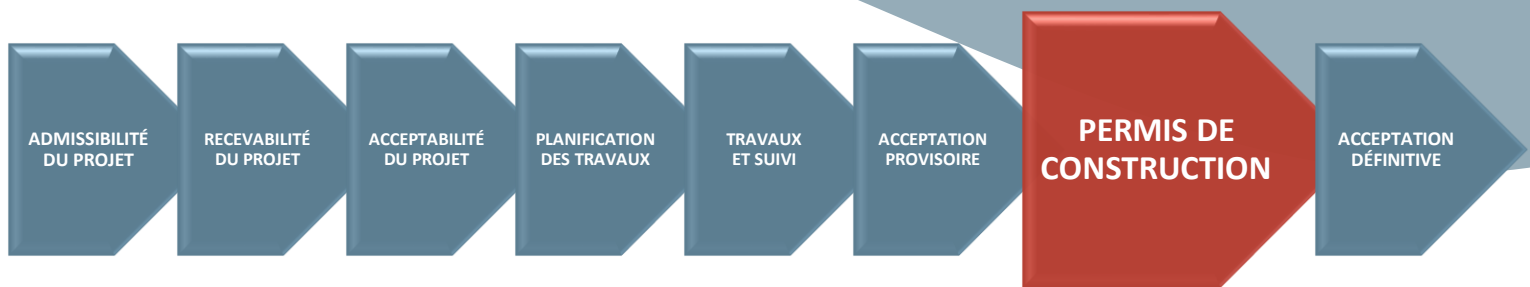 ADMISSIBILITÉ
DU PROJET
RECEVABILITÉ
DU PROJET
ACCEPTABILITÉ
DU PROJET
PLANIFICATION
DES TRAVAUX
TRAVAUX
ET SUIVI
ACCEPTATION
PROVISOIRE
PERMIS DE
CONSTRUCTION
ACCEPTATION
DÉFINITIVE